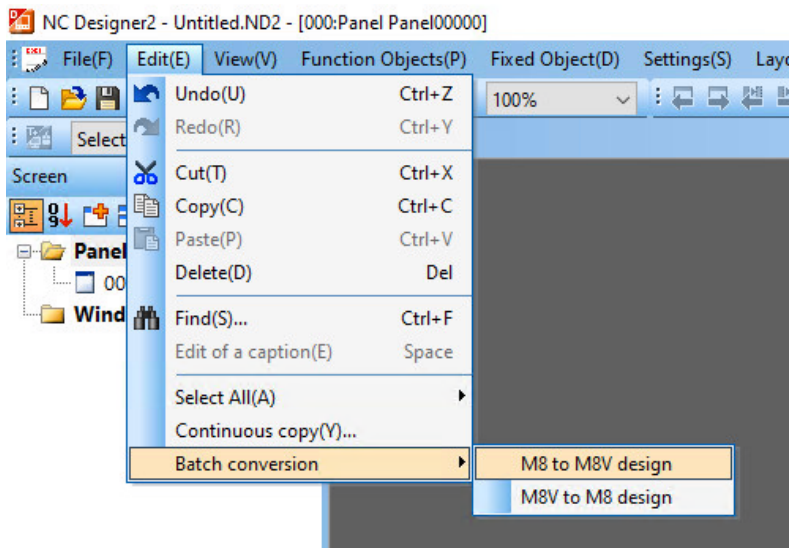 NC Designer2 - Untitled.ND2 - [000:Panel Panel00000]
File(F) Edit(E) View(V) Function Objects(P) Fixed Object(D) Settings(S) Layo
100%
Select
Screen
Panel
00
Wind
Undo(U) Ctrl+Z
Redo(R) Ctrl+Y
Cut(T) Ctrl+X
Copy(C) Ctrl+C
Paste(P) Ctrl+V
Delete(D) Del
Find(S)... Ctrl+F
Edit of a caption(E) Space
Select All(A)
Continuous copy(Y)...
Batch conversion
M8 to M8V design
M8V to M8 design